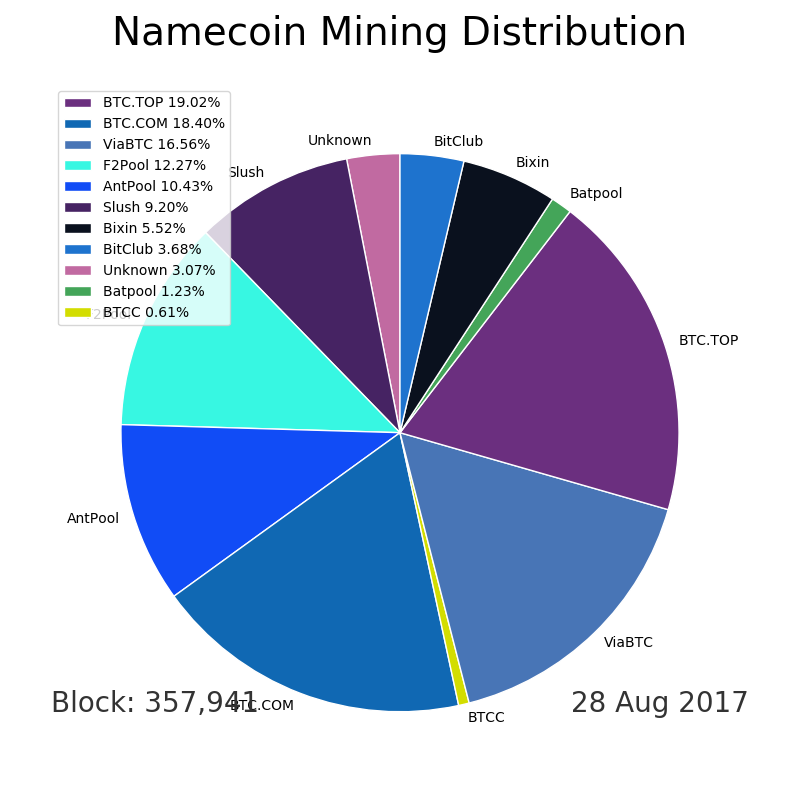 Namecoin Mining Distribution
BTC.TOP 19.02%
BTC.COM 18.40%
ViaBTC 16.56%
F2Pool 12.27%
AntPool 10.43%
Slush 9.20%
Bixin 5.52%
BitClub 3.68%
Unknown 3.07%
Batpool 1.23%
BTCC 0.61%
Unknown
BitClub
Bixin
Slush
Batpool
BTC.TOP
AntPool
ViaBTC
BTC.COM
BTCC
Block: 357,941
28 Aug 2017